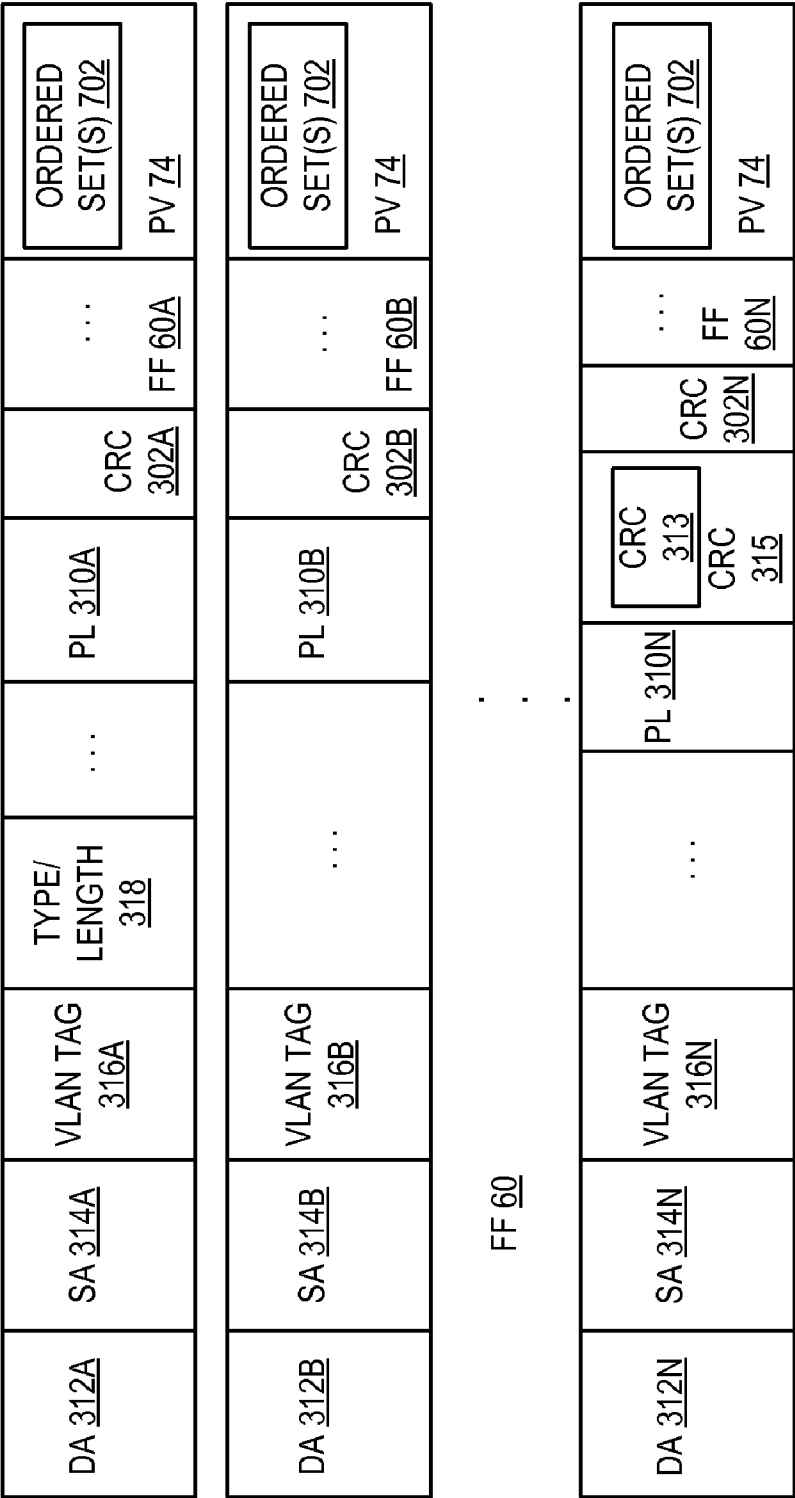 DA 312A
SA 314A
VLAN TAG
316A
TYPE/
LENGTH
318
...
PL 310A
CRC
302A
...
FF 60A
ORDERED
SET(S) 702
PV 74
DA 312B
SA 314B
VLAN TAG
316B
...
PL 310B
CRC
302B
...
FF 60B
ORDERED
SET(S) 702
PV 74
FF 60
. . .
DA 312N
SA 314N
VLAN TAG
316N
...
PL 310N
CRC
313
CRC
315
CRC
302N
...
FF
60N
ORDERED
SET(S) 702
PV 74